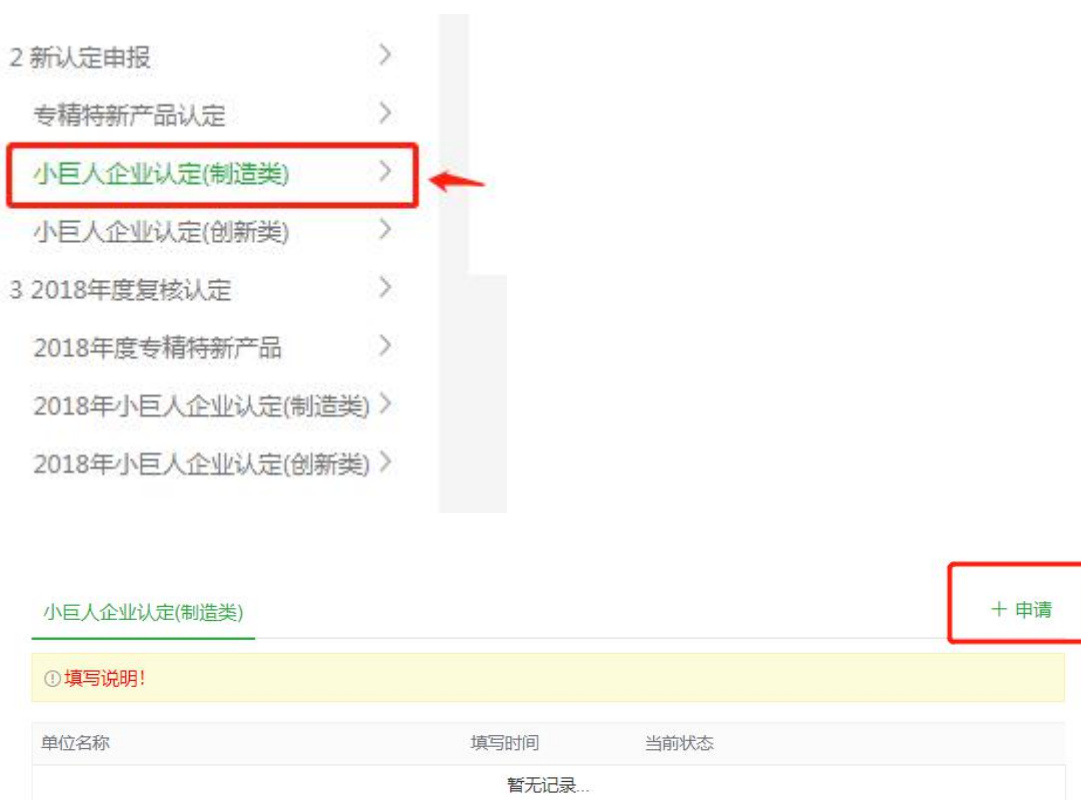 2 新认定申报
专精特新产品认定
小巨人企业认定(制造类)
小巨人企业认定(创新类)
3 2018年度复核认定
2018年度专精特新产品
2018年小巨人企业认定(制造类)
2018年小巨人企业认定(创新类)
小巨人企业认定(制造类) + 申请
填写说明!
单位名称 填写时间 当前状态
暂无记录...